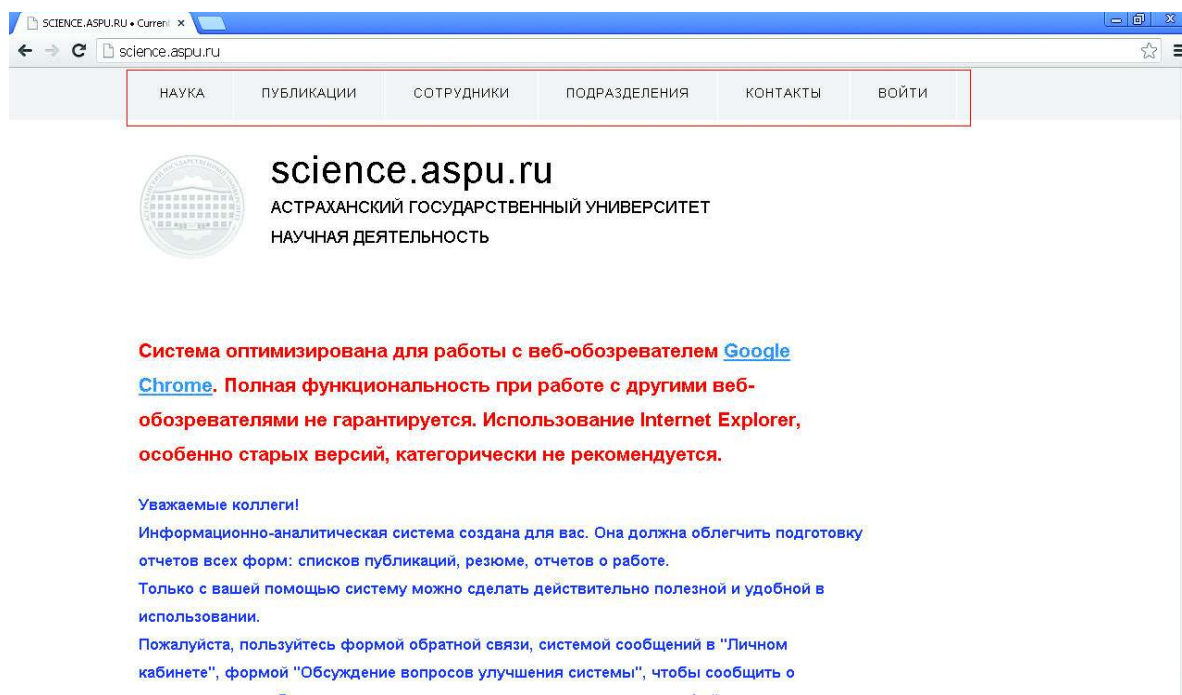 SCIENCE.ASPU.RU • Current
science.aspu.ru
НАУКА ПУБЛИКАЦИИ СОТРУДНИКИ ПОДРАЗДЕЛЕНИЯ КОНТАКТЫ ВОЙТИ
science.aspu.ru
АСТРАХАНСКИЙ ГОСУДАРСТВЕННЫЙ УНИВЕРСИТЕТ
НАУЧНАЯ ДЕЯТЕЛЬНОСТЬ
Система оптимизирована для работы с веб-обозревателем Google
Chrome. Полная функциональность при работе с другими веб-
обозревателями не гарантируется. Использование Internet Explorer,
особенно старых версий, категорически не рекомендуется.
Уважаемые коллеги!
Информационно-аналитическая система создана для вас. Она должна облегчить подготовку
отчетов всех форм: списков публикаций, резюме, отчетов о работе.
Только с вашей помощью систему можно сделать действительно полезной и удобной в
использовании.
Пожалуйста, пользуйтесь формой обратной связи, системой сообщений в "Личном
кабинете", формой "Обсуждение вопросов улучшения системы", чтобы сообщить о